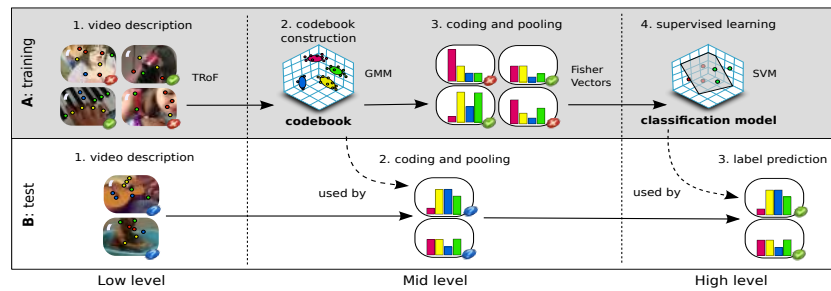 A: training
1. video description
TRoF
2. codebook
construction
GMM
codebook
3. coding and pooling
Fisher
Vectors
4. supervised learning
SVM
classification model
B: test
1. video description
used by
2. coding and pooling
used by
3. label prediction
Low level
Mid level
High level